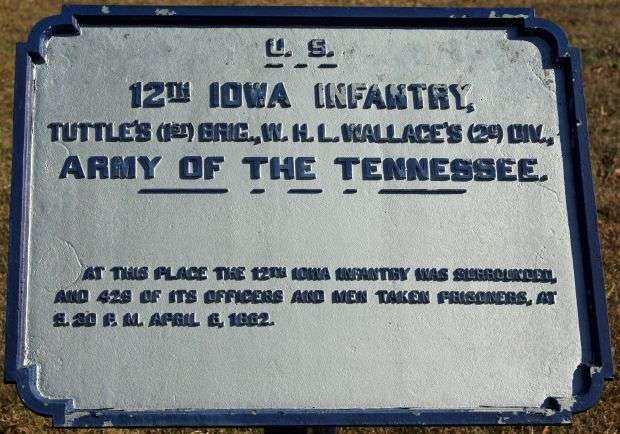 U. S.
12TH IOWA INFANTRY,
TUTTLE'S (1ST) BRIG., W. H. L. WALLACE'S (2D) DIV.,
ARMY OF THE TENNESSEE.
AT THIS PLACE THE 12TH IOWA INFANTRY WAS SURROUNDED,
AND 429 OF ITS OFFICERS AND MEN TAKEN PRISONERS, AT
5.30 P. M. APRIL 6, 1862.